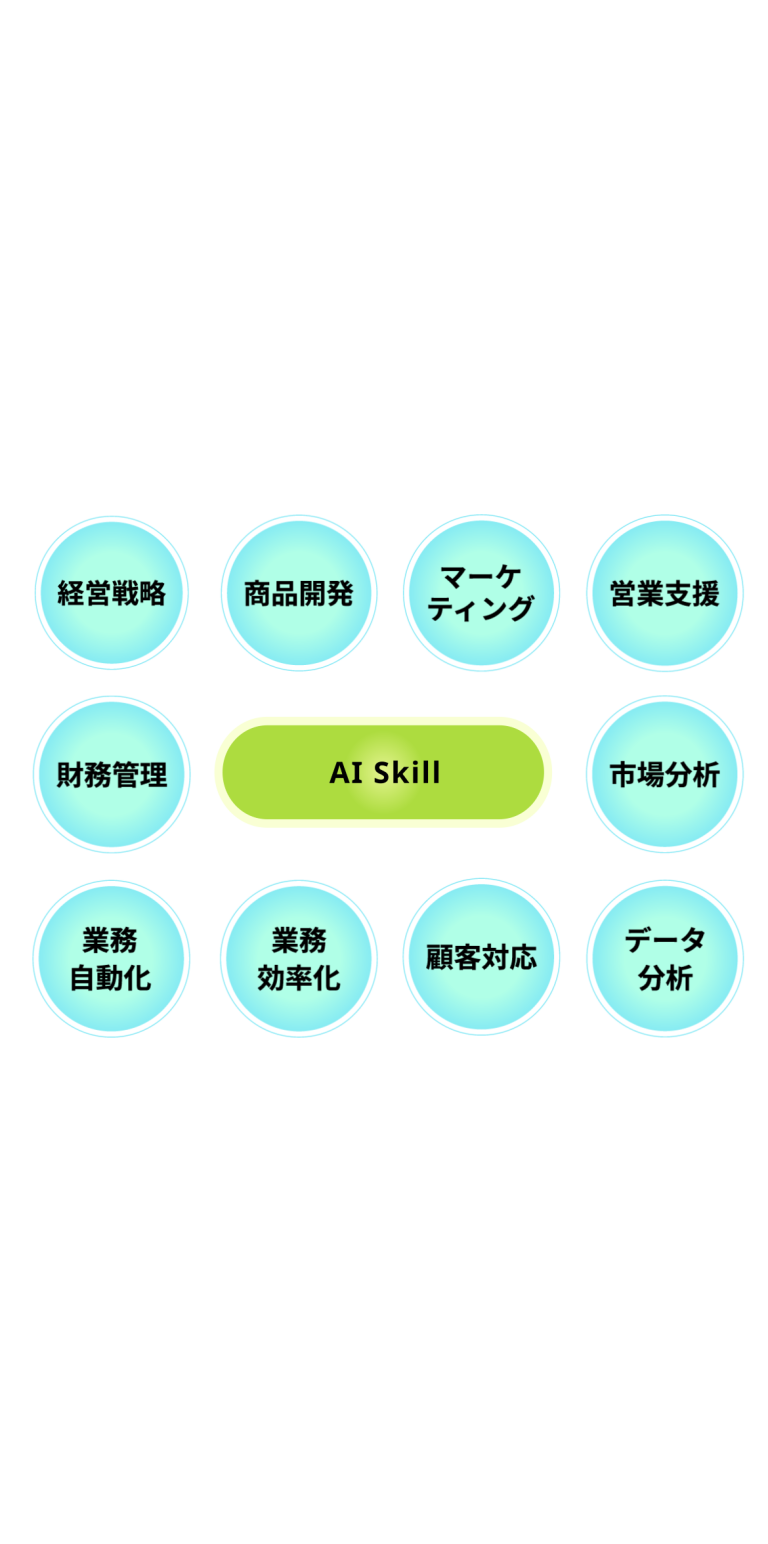 経営戦略
商品開発
マーケ
ティング
営業支援
財務管理
AI Skill
市場分析
業務
自動化
業務
効率化
顧客対応
データ
分析